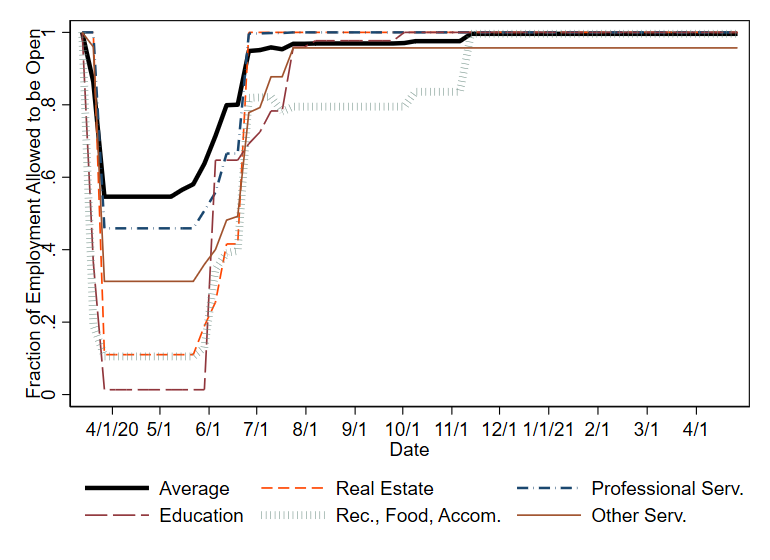 Fraction of Employment Allowed to be Open
1
.8
.6
.4
.2
0
4/1/20 5/1 6/1 7/1 8/1 9/1 10/1 11/1 12/1 1/1/21 2/1 3/1 4/1
Date
Average Real Estate Professional Serv.
Education Rec., Food, Accom. Other Serv.